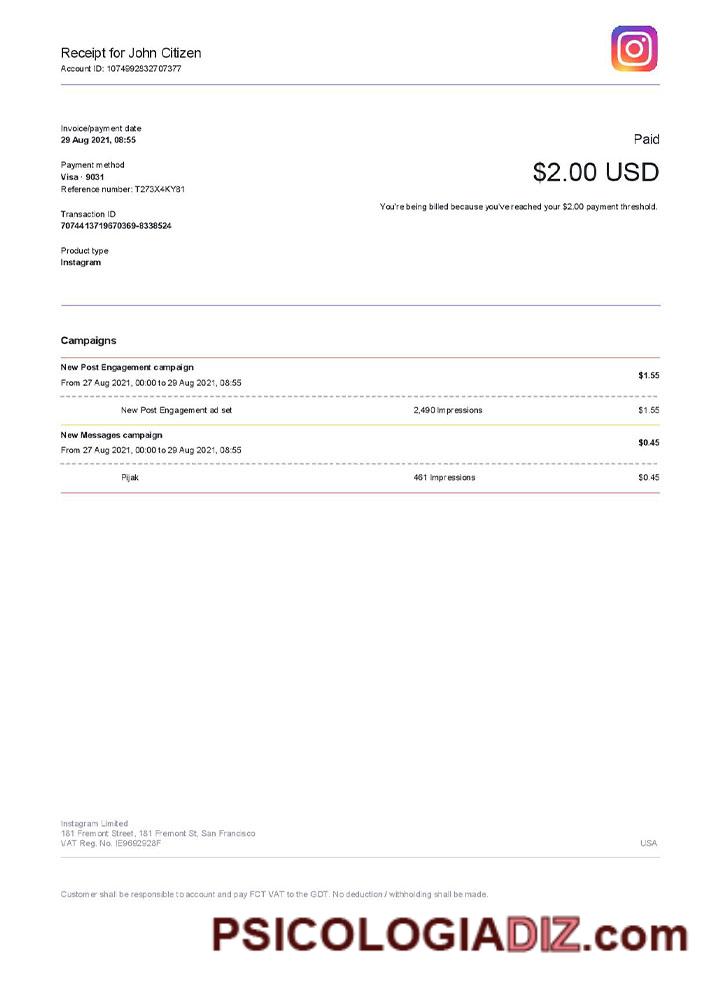 Receipt for John Citizen
Account ID: 1074992832707377
Invoice/payment date
29 Aug 2021, 08:55
Paid
Payment method
$2.00 USD
Visa · 9031
Reference number: T273X4KY81
You're being billed because you've reached your $2.00 payment threshold.
Transaction ID
7074413719670369-8338524
Product type
Instagram
Campaigns
New Post Engagement campaign
$1.55
From 27 Aug 2021, 00:00 to 29 Aug 2021, 08:55
New Post Engagement ad set 2,490 Impressions $1.55
New Messages campaign
$0.45
From 27 Aug 2021, 00:00 to 29 Aug 2021, 08:55
Pijak 461 Impressions $0.45
Instagram Limited
181 Fremont Street, 181 Fremont St, San Francisco
VAT Reg. No. IE9692928F USA
Customer shall be responsible to account and pay FCT VAT to the GDT. No deduction / withholding shall be made.
PSICOLOGIADIZ.com